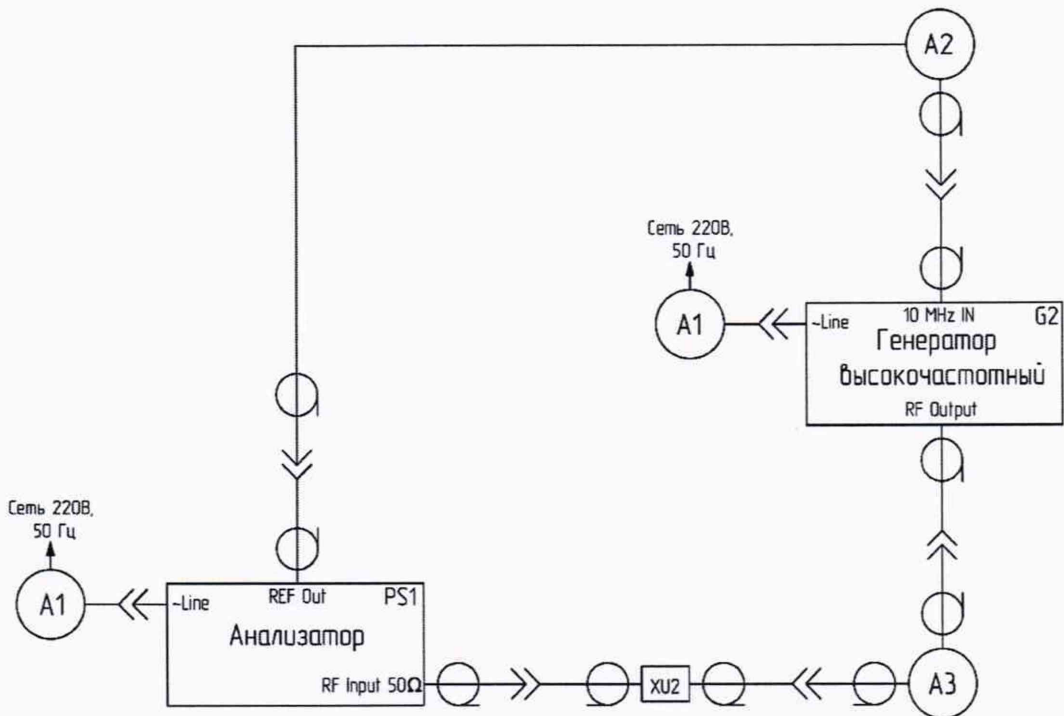 A2
Сеть 220В,
50 Гц
A1
~Line
10 MHz IN
G2
Генератор
высокочастотный
RF Output
Сеть 220В,
50 Гц
A1
~Line
REF Out
PS1
Анализатор
RF Input 50Ω
XU2
A3